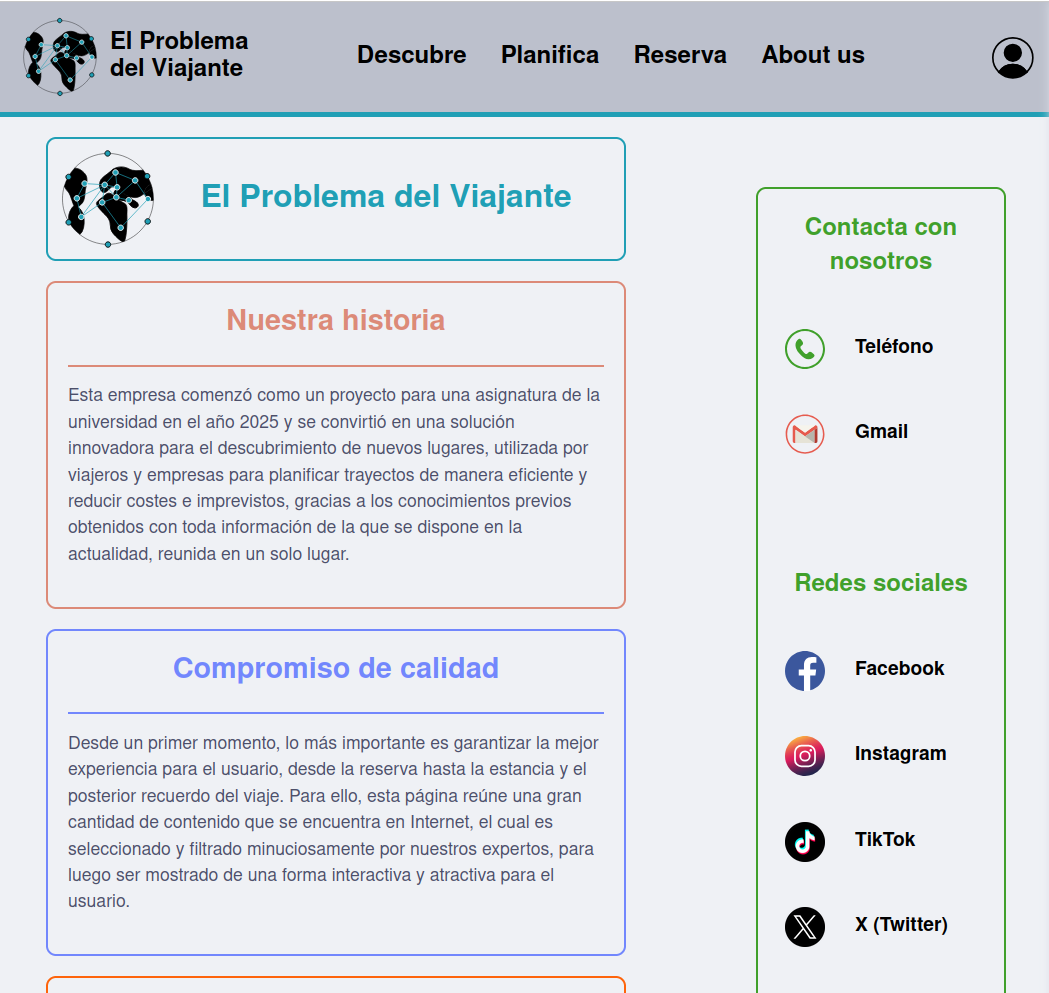 El Problema
del Viajante
Descubre
Planifica
Reserva
About us
El Problema del Viajante
Nuestra historia
Esta empresa comenzó como un proyecto para una asignatura de la
universidad en el año 2025 y se convirtió en una solución
innovadora para el descubrimiento de nuevos lugares, utilizada por
viajeros y empresas para planificar trayectos de manera eficiente y
reducir costes e imprevistos, gracias a los conocimientos previos
obtenidos con toda información de la que se dispone en la
actualidad, reunida en un solo lugar.
Compromiso de calidad
Desde un primer momento, lo más importante es garantizar la mejor
experiencia para el usuario, desde la reserva hasta la estancia y el
posterior recuerdo del viaje. Para ello, esta página reúne una gran
cantidad de contenido que se encuentra en Internet, el cual es
seleccionado y filtrado minuciosamente por nuestros expertos, para
luego ser mostrado de una forma interactiva y atractiva para el
usuario.
Contacta con
nosotros
Teléfono
Gmail
Redes sociales
Facebook
Instagram
TikTok
X (Twitter)